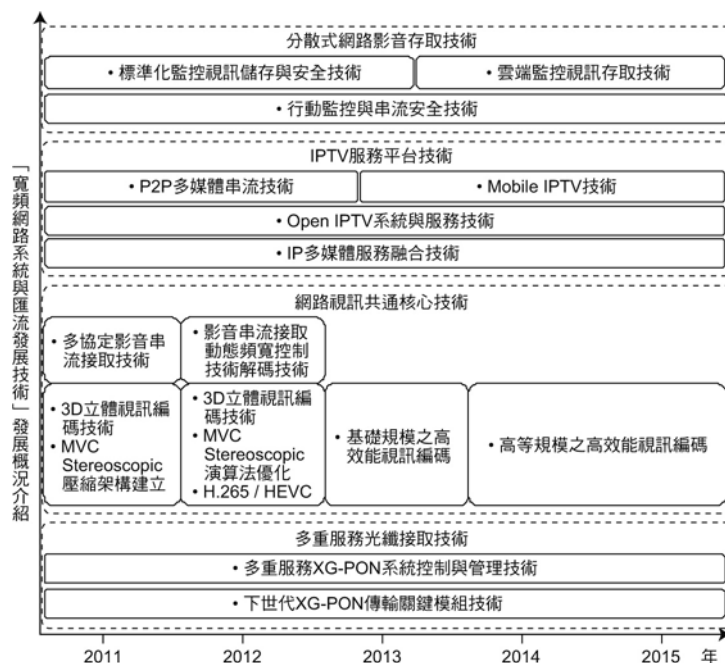 「寬頻網路系統與匯流發展技術」發展概況介紹
分散式網路影音存取技術
• 標準化監控視訊儲存與安全技術
• 雲端監控視訊存取技術
• 行動監控與串流安全技術
IPTV服務平台技術
• P2P多媒體串流技術
• Mobile IPTV技術
• Open IPTV系統與服務技術
• IP多媒體服務融合技術
網路視訊共通核心技術
• 多協定影音串
流接取技術
• 影音串流接取
動態頻寬控制
技術解碼技術
• 3D立體視訊編
碼技術
• MVC
Stereoscopic
壓縮架構建立
• 3D立體視訊編
碼技術
• MVC
Stereoscopic
演算法優化
• H.265 / HEVC
• 基礎規模之高
效能視訊編碼
• 高等規模之高效能視訊編碼
多重服務光纖接取技術
• 多重服務XG-PON系統控制與管理技術
• 下世代XG-PON傳輸關鍵模組技術
2011
2012
2013
2014
2015
年